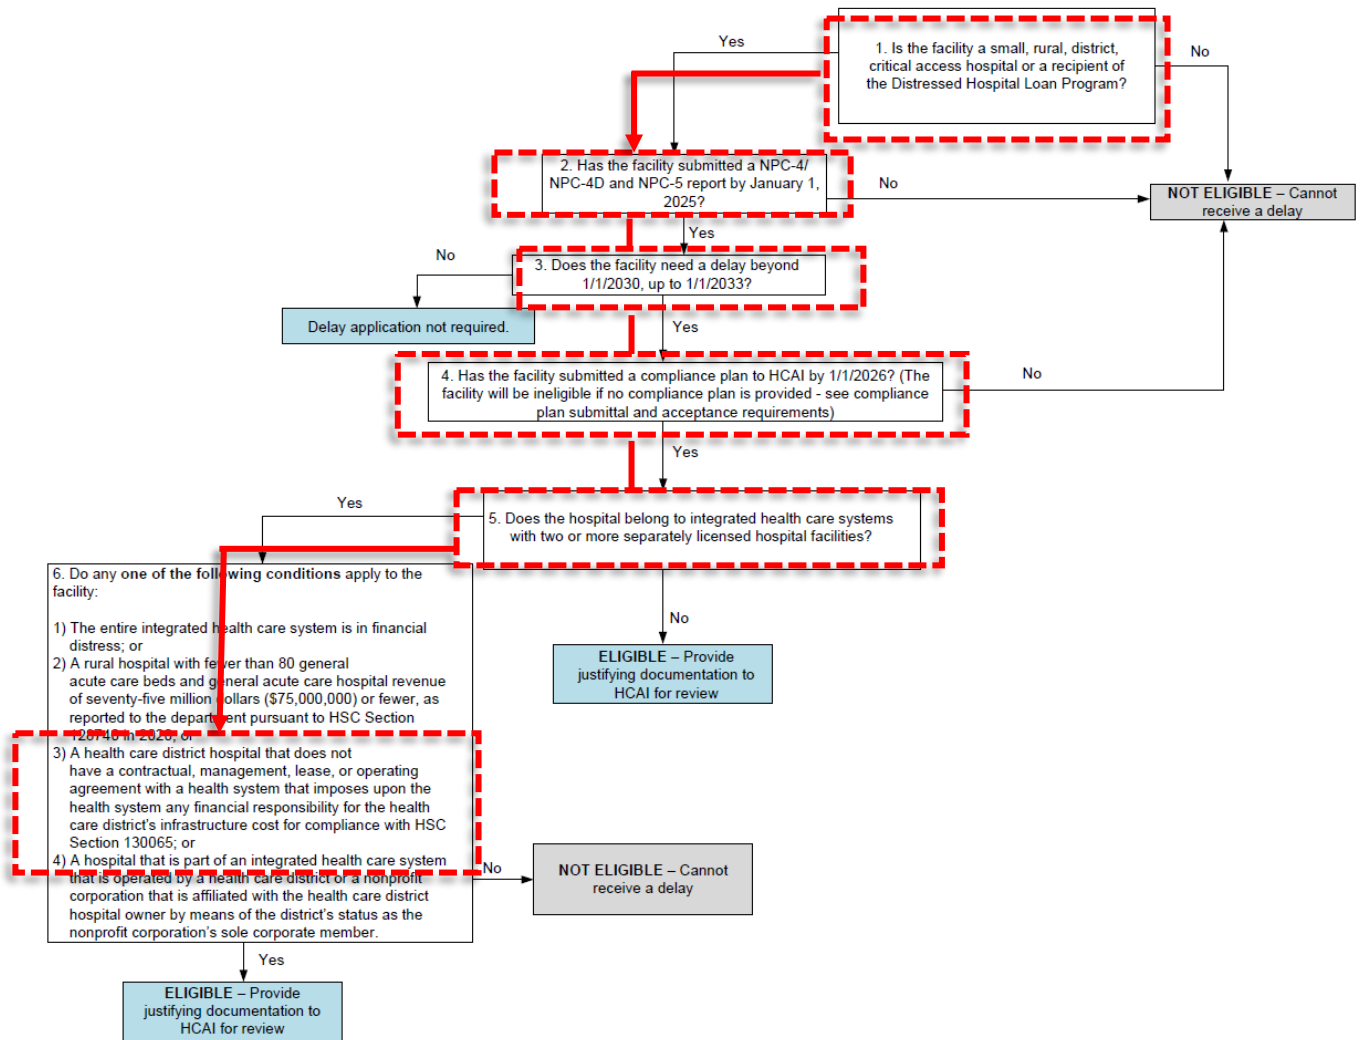 Yes
1. Is the facility a small, rural, district,
critical access hospital or a recipient of
the Distressed Hospital Loan Program?
No
2. Has the facility submitted a NPC-4/
NPC-4D and NPC-5 report by January 1,
2025?
No
NOT ELIGIBLE – Cannot
receive a delay
Yes
No
3. Does the facility need a delay beyond
1/1/2030, up to 1/1/2033?
Delay application not required.
Yes
4. Has the facility submitted a compliance plan to HCAI by 1/1/2026? (The
facility will be ineligible if no compliance plan is provided - see compliance
plan submittal and acceptance requirements)
No
Yes
Yes
5. Does the hospital belong to integrated health care systems
with two or more separately licensed hospital facilities?
No
ELIGIBLE – Provide
justifying documentation to
HCAI for review
6. Do any one of the following conditions apply to the
facility:
1) The entire integrated health care system is in financial
distress; or
2) A rural hospital with fewer than 80 general
acute care beds and general acute care hospital revenue
of seventy-five million dollars ($75,000,000) or fewer, as
reported to the department pursuant to HSC Section
in or
3) A health care district hospital that does not
have a contractual, management, lease, or operating
agreement with a health system that imposes upon the
health system any financial responsibility for the health
care district's infrastructure cost for compliance with HSC
Section 130065; or
4) A hospital that is part of an integrated health care system
that is operated by a health care district or a nonprofit
corporation that is affiliated with the health care district
hospital owner by means of the district's status as the
nonprofit corporation's sole corporate member.
No
NOT ELIGIBLE – Cannot
receive a delay
Yes
ELIGIBLE – Provide
justifying documentation to
HCAI for review